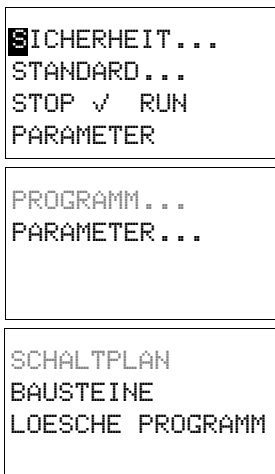 SICHERHEIT...
STANDARD...
STOP √ RUN
PARAMETER
PROGRAMM...
PARAMETER...
SCHALTPLAN
BAUSTEINE
LOESCHE PROGRAMM